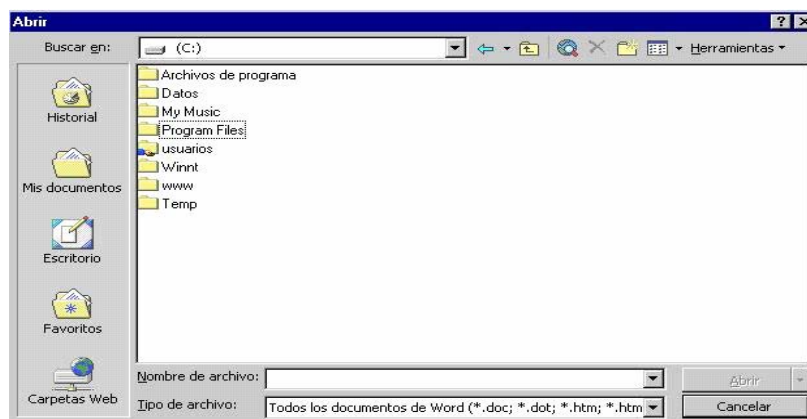 Abrir
Buscar en: (C:) Herramientas
Historial
Mis documentos
Escritorio
Favoritos
Carpetas Web
Archivos de programa
Datos
My Music
Program Files
usuarios
Winnt
www
Temp
Nombre de archivo: Abrir
Tipo de archivo: Todos los documentos de Word (*.doc; *.dot; *.htm; *.htm Cancelar